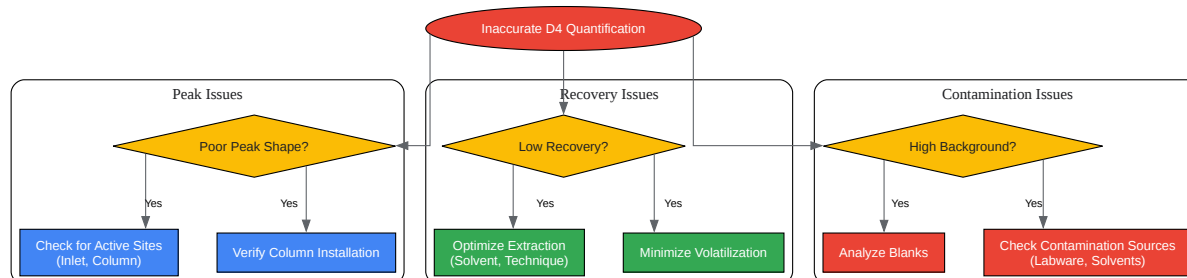 Inaccurate D4 Quantification
Peak Issues
Recovery Issues
Contamination Issues
Poor Peak Shape?
Low Recovery?
High Background?
Yes
Yes
Yes
Yes
Yes
Yes
Check for Active Sites
(Inlet, Column)
Verify Column Installation
Optimize Extraction
(Solvent, Technique)
Minimize Volatilization
Analyze Blanks
Check Contamination Sources
(Labware, Solvents)